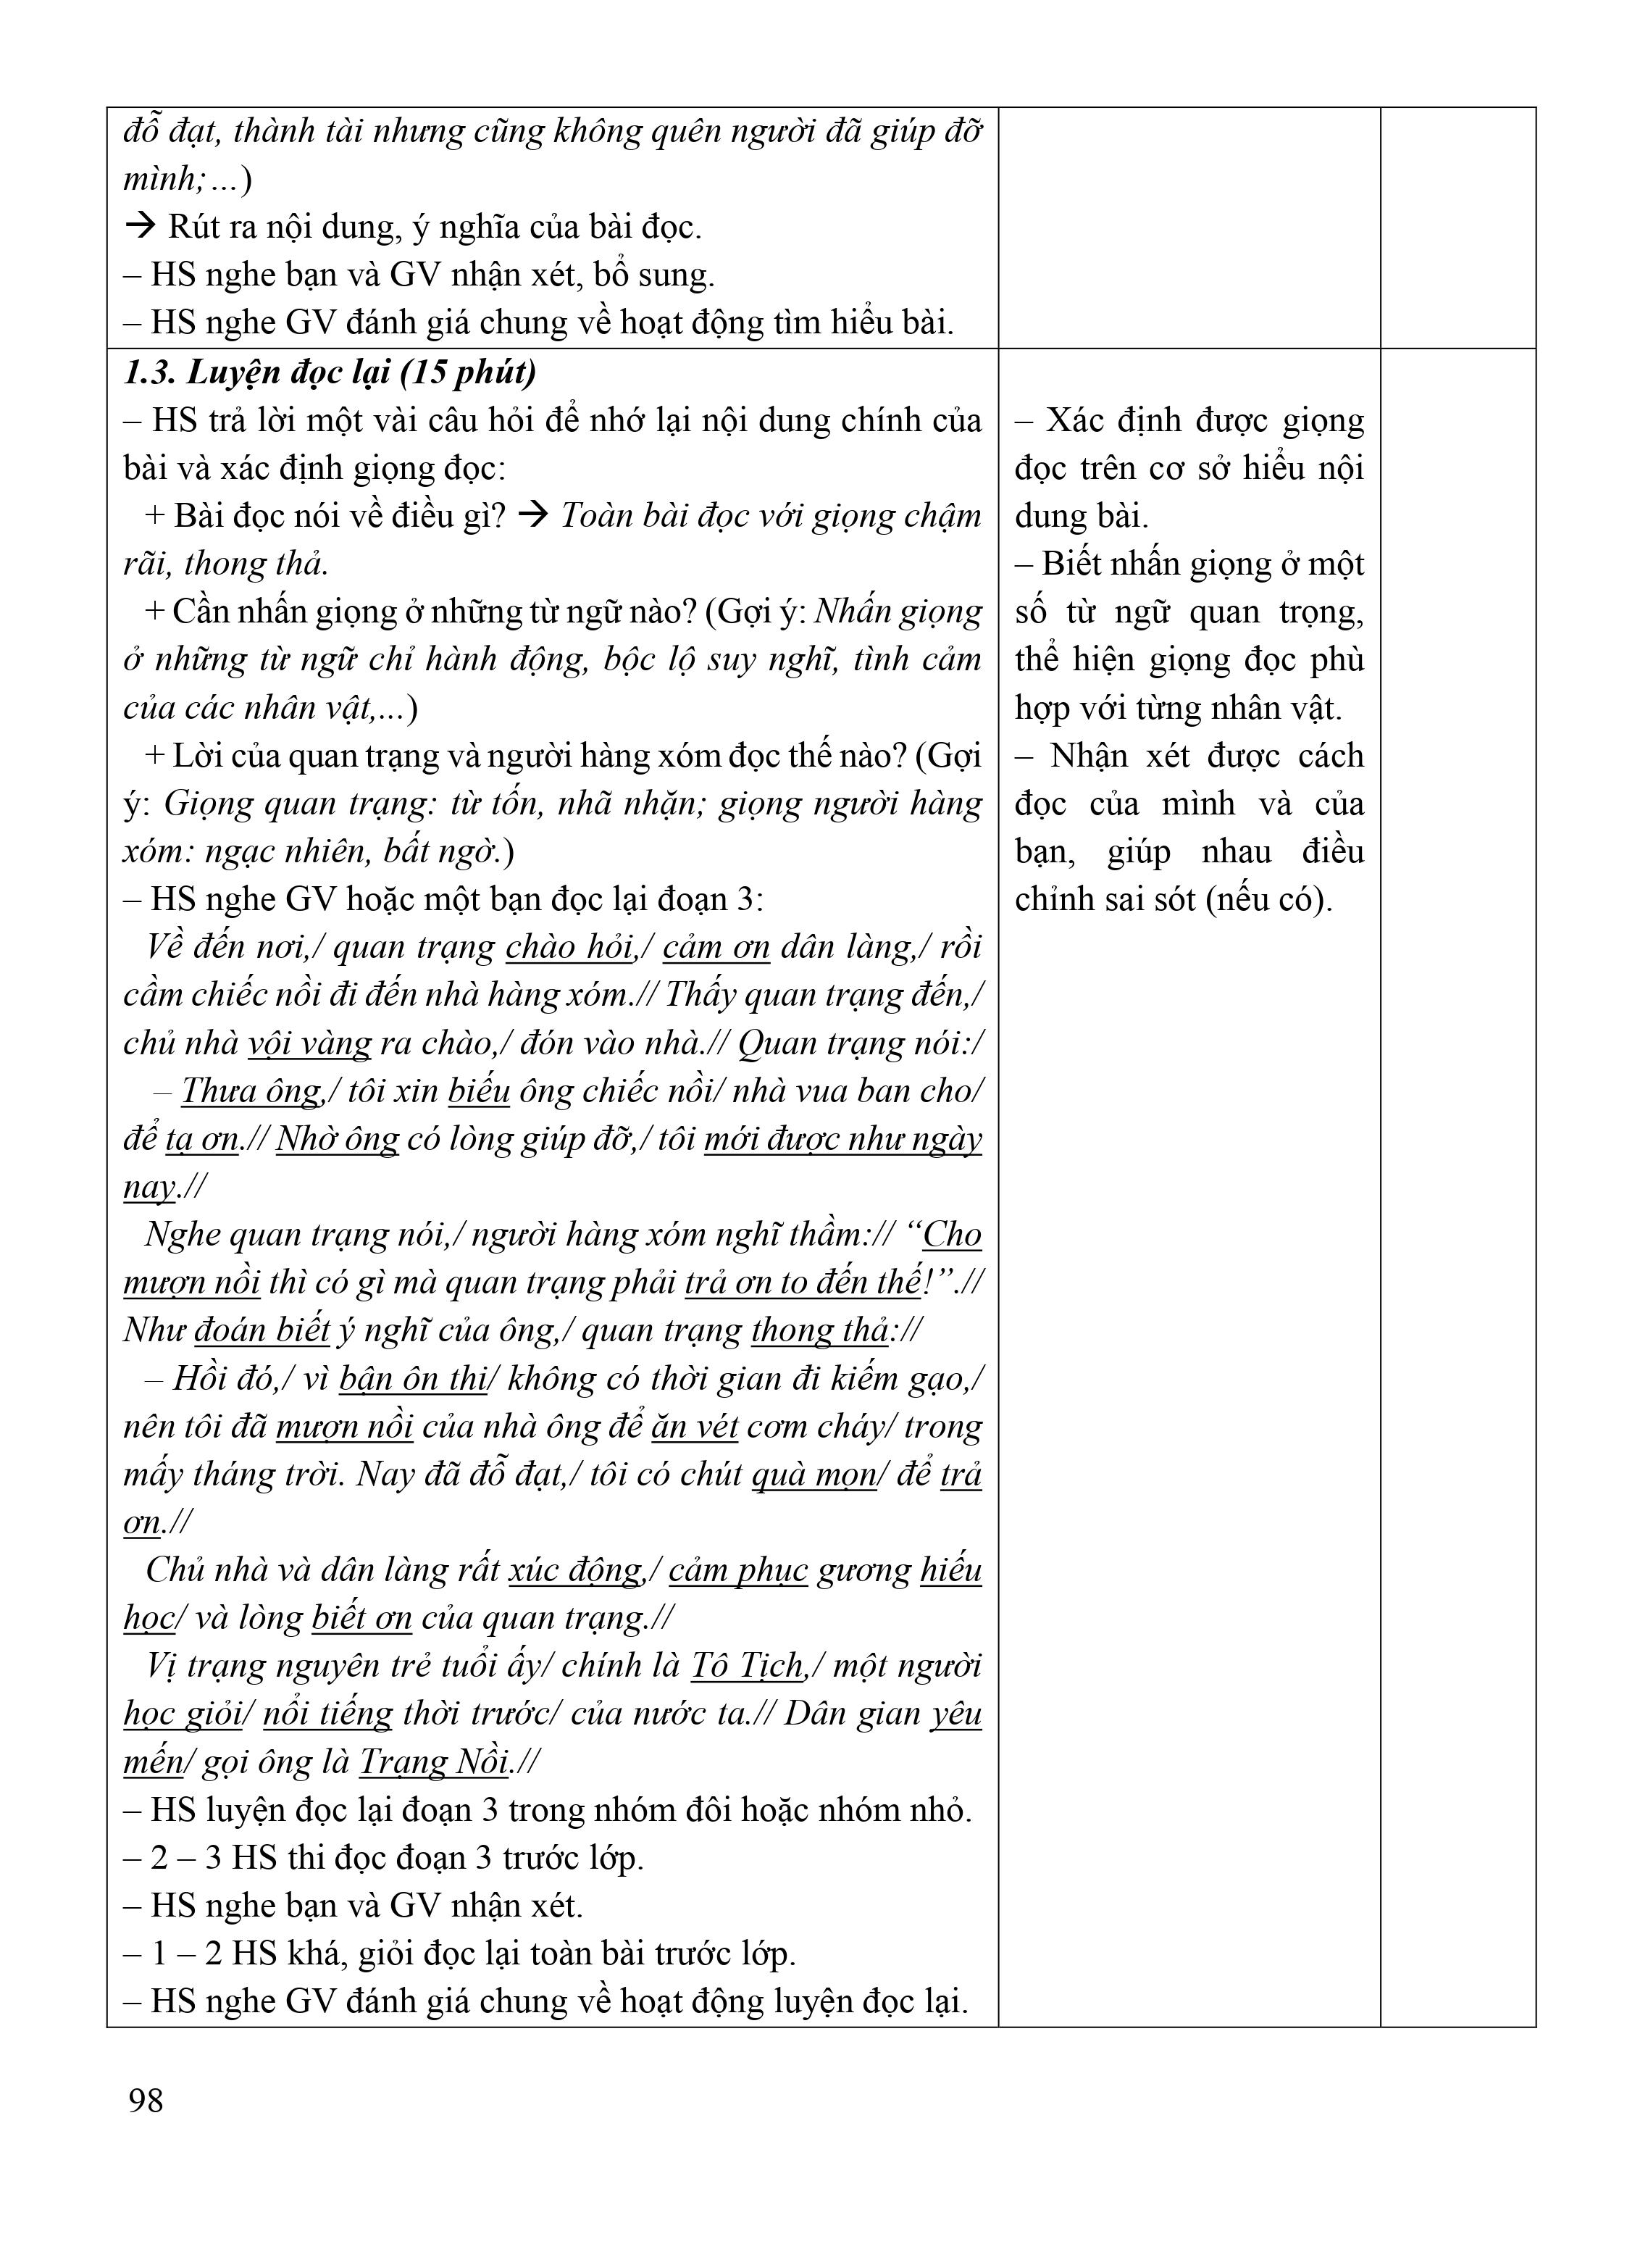 đỗ đạt, thành tài nhưng cũng không quên người đã giúp đỡ
mình;…)
→ Rút ra nội dung, ý nghĩa của bài đọc.
– HS nghe bạn và GV nhận xét, bổ sung.
– HS nghe GV đánh giá chung về hoạt động tìm hiểu bài.
1.3. Luyện đọc lại (15 phút)
– HS trả lời một vài câu hỏi để nhớ lại nội dung chính của
bài và xác định giọng đọc:
+ Bài đọc nói về điều gì? → Toàn bài đọc với giọng chậm
rãi, thong thả.
+ Cần nhấn giọng ở những từ ngữ nào? (Gợi ý: Nhấn giọng
ở những từ ngữ chỉ hành động, bộc lộ suy nghĩ, tình cảm
của các nhân vật,...)
+ Lời của quan trạng và người hàng xóm đọc thế nào? (Gợi
ý: Giọng quan trạng: từ tốn, nhã nhặn; giọng người hàng
xóm: ngạc nhiên, bất ngờ.)
– HS nghe GV hoặc một bạn đọc lại đoạn 3:
Về đến nơi,/ quan trạng chào hỏi,/ cảm ơn dân làng,/ rồi
cầm chiếc nồi đi đến nhà hàng xóm.// Thấy quan trạng đến,/
chủ nhà vội vàng ra chào,/ đón vào nhà.// Quan trạng nói:/
– Thưa ông,/ tôi xin biếu ông chiếc nồi/ nhà vua ban cho/
để tạ ơn.// Nhờ ông có lòng giúp đỡ,/ tôi mới được như ngày
nay.//
Nghe quan trạng nói,/ người hàng xóm nghĩ thầm:// “Cho
mượn nồi thì có gì mà quan trạng phải trả ơn to đến thế!”.//
Như đoán biết ý nghĩ của ông,/ quan trạng thong thả://
– Hồi đó,/ vì bận ôn thi/ không có thời gian đi kiếm gạo,/
nên tôi đã mượn nồi của nhà ông để ăn vét cơm cháy/ trong
mấy tháng trời. Nay đã đỗ đạt,/ tôi có chút quà mọn/ để trả
ơn.//
Chủ nhà và dân làng rất xúc động,/ cảm phục gương hiếu
học/ và lòng biết ơn của quan trạng.//
Vị trạng nguyên trẻ tuổi ấy/ chính là Tô Tịch,/ một người
học giỏi/ nổi tiếng thời trước/ của nước ta.// Dân gian yêu
mến/ gọi ông là Trạng Nồi.//
– HS luyện đọc lại đoạn 3 trong nhóm đôi hoặc nhóm nhỏ.
– 2 – 3 HS thi đọc đoạn 3 trước lớp.
– HS nghe bạn và GV nhận xét.
– 1 – 2 HS khá, giỏi đọc lại toàn bài trước lớp.
– HS nghe GV đánh giá chung về hoạt động luyện đọc lại.
– Xác định được giọng
đọc trên cơ sở hiểu nội
dung bài.
– Biết nhấn giọng ở một
số từ ngữ quan trọng,
thể hiện giọng đọc phù
hợp với từng nhân vật.
– Nhận xét được cách
đọc của mình và của
bạn, giúp nhau điều
chỉnh sai sót (nếu có).
98